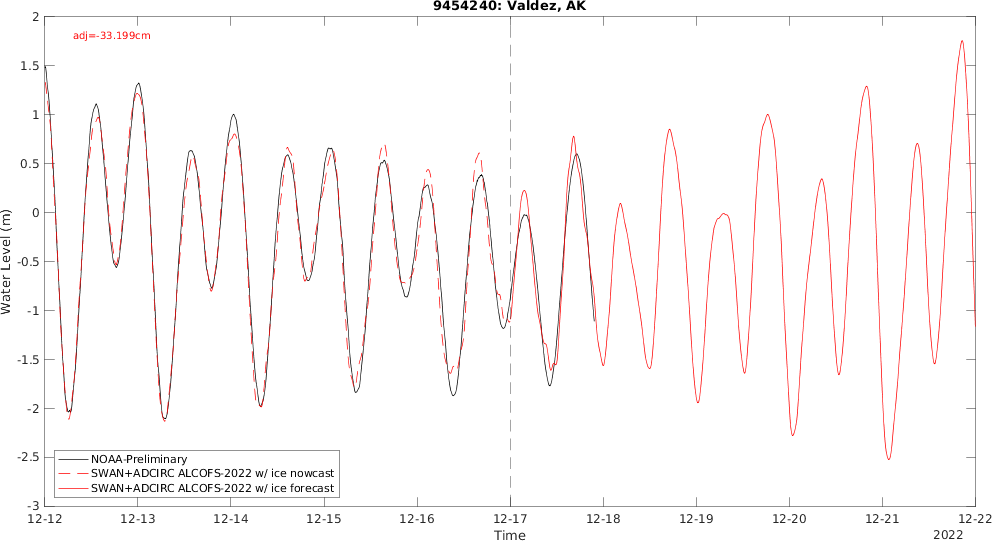 9454240: Valdez, AK
adj=-33.199cm
2
1.5
1
0.5
0
-0.5
-1
-1.5
-2
-2.5
-3
Water Level (m)
NOAA-Preliminary
SWAN+ADCIRC ALCOFS-2022 w/ ice nowcast
SWAN+ADCIRC ALCOFS-2022 w/ ice forecast
12-12 12-13 12-14 12-15 12-16 12-17 12-18 12-19 12-20 12-21 12-22
Time
2022